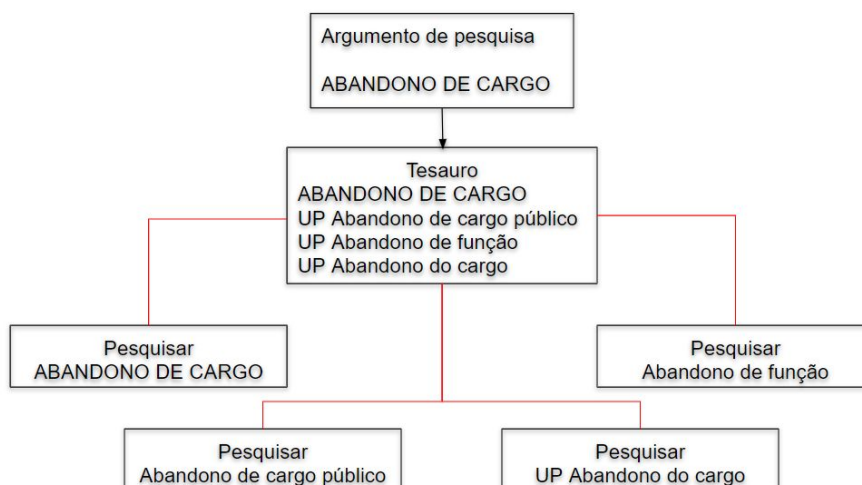 Argumento de pesquisa
ABANDONO DE CARGO
Tesauro
ABANDONO DE CARGO
UP Abandono de cargo público
UP Abandono de função
UP Abandono do cargo
Pesquisar
ABANDONO DE CARGO
Pesquisar
Abandono de função
Pesquisar
Abandono de cargo público
Pesquisar
UP Abandono do cargo